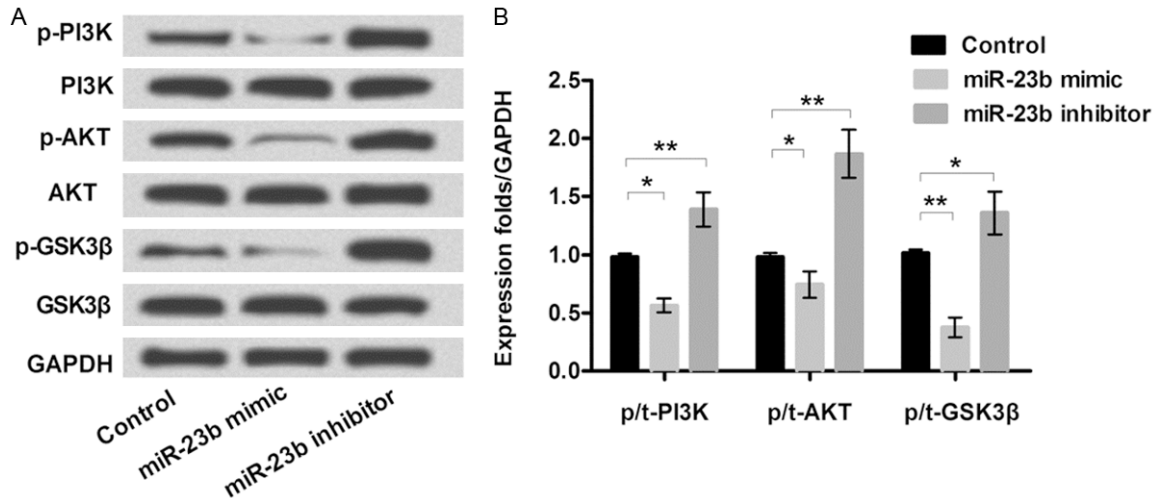 A
p-PI3K
PI3K
p-AKT
AKT
p-GSK3β
GSK3β
GAPDH
Control
miR-23b mimic
miR-23b inhibitor
B
Control
miR-23b mimic
miR-23b inhibitor
Expression folds/GAPDH
2.5
2.0
1.5
1.0
0.5
0.0
**
*
**
*
*
**
p/t-PI3K
p/t-AKT
p/t-GSK3β